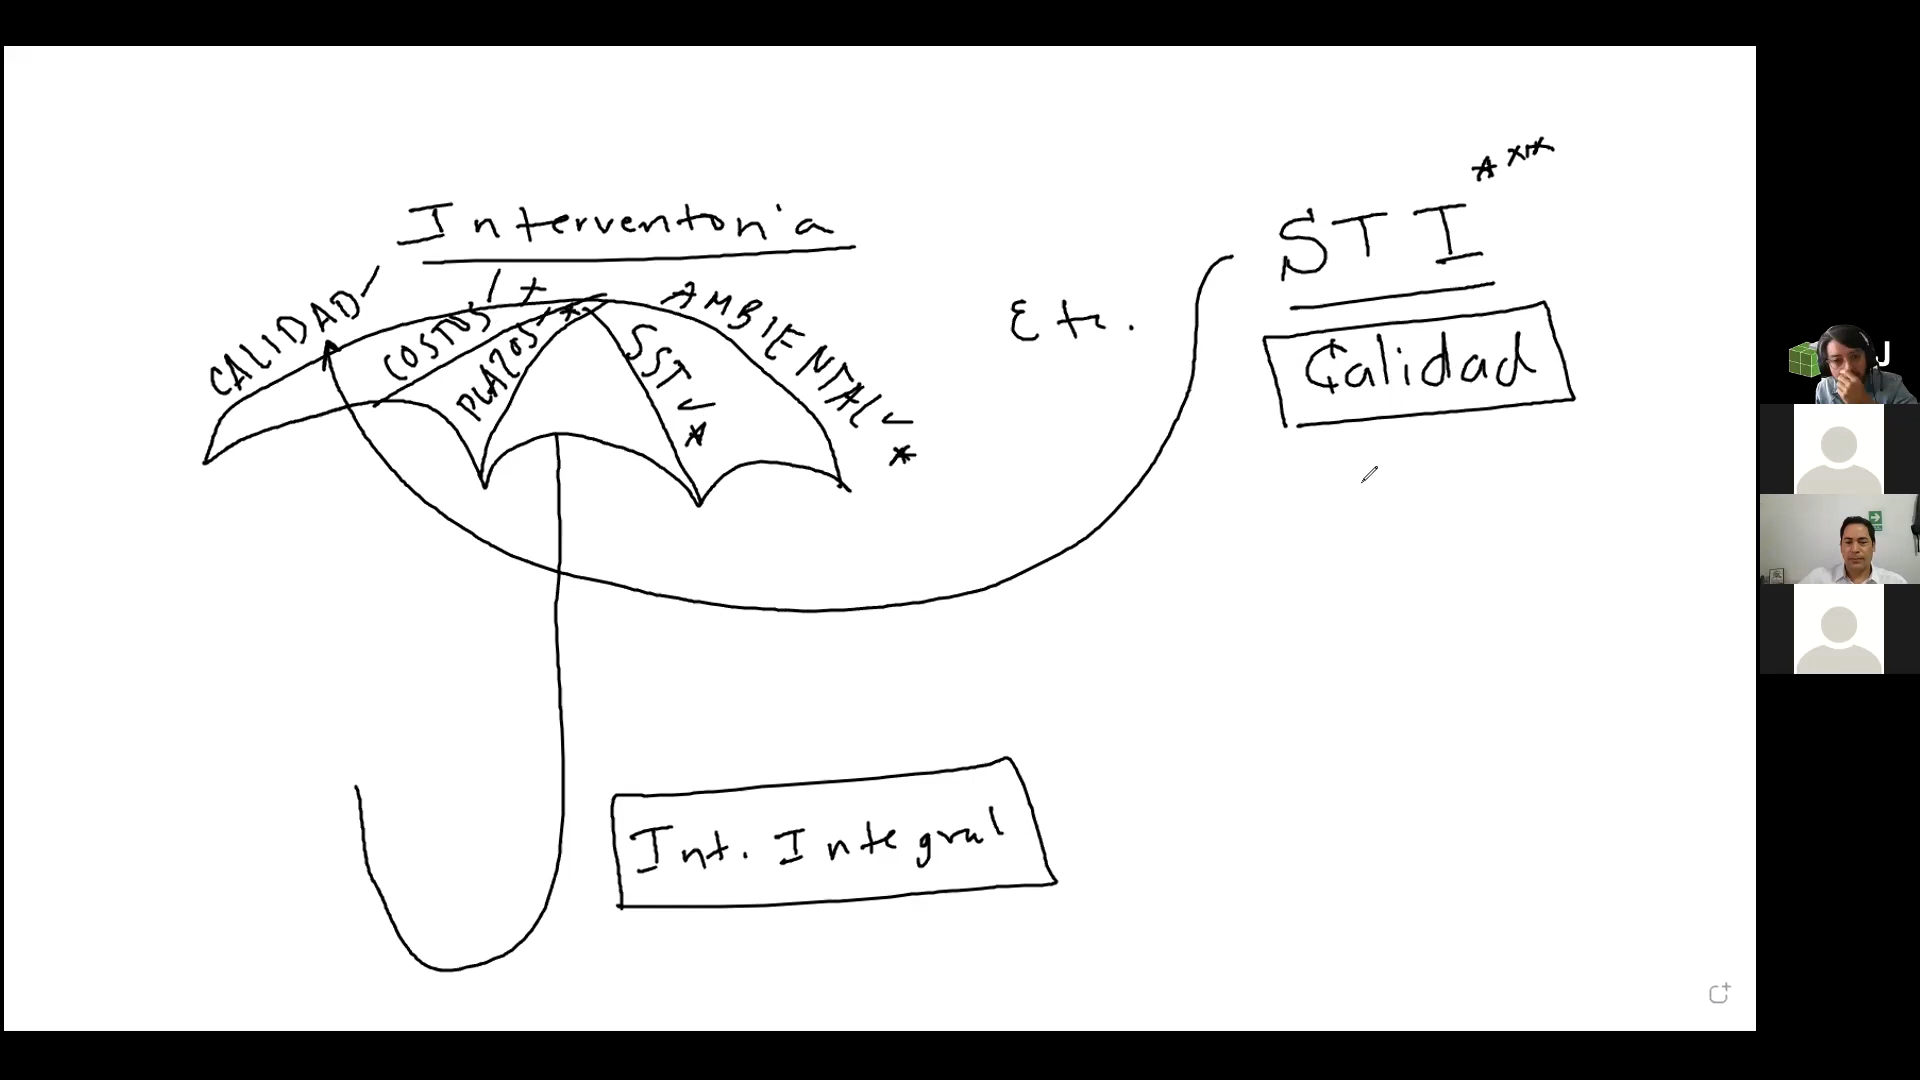 Interventoría
CALIDAD
COSTOS
PLAZOS
SST
AMBIENTAL
Etc.
STI
Calidad
Int. Integral
J